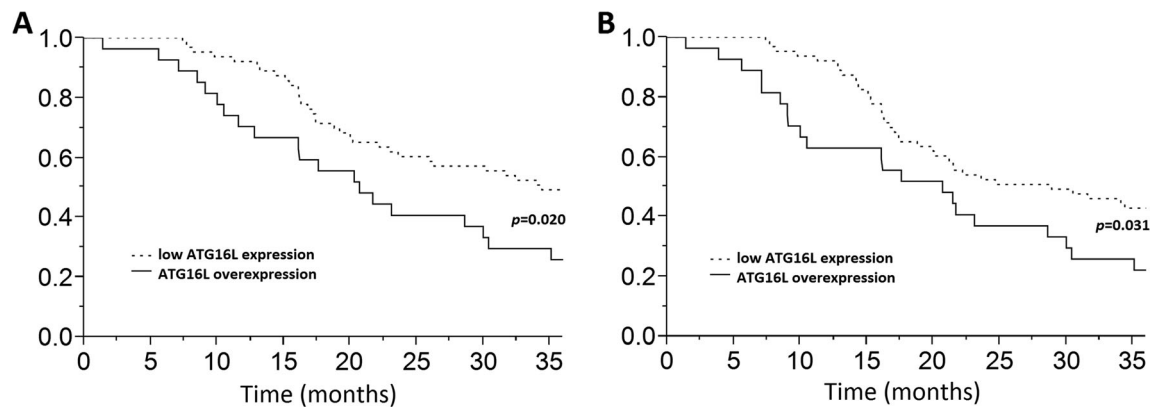 A
1.0
0.8
0.6
0.4
0.2
0.0
p=0.020
low ATG16L expression
ATG16L overexpression
0 5 10 15 20 25 30 35
Time (months)
B
1.0
0.8
0.6
0.4
0.2
0.0
p=0.031
low ATG16L expression
ATG16L overexpression
0 5 10 15 20 25 30 35
Time (months)